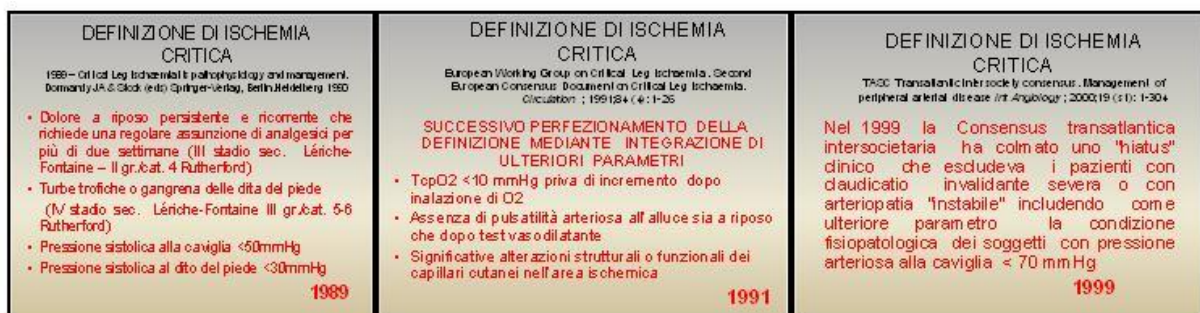 DEFINIZIONE DI ISCHEMIA
CRITICA
1989 – Critical Leg Ischaemia: its pathophysiology and management.
Dormandy JA & Stock (eds) Springer-Verlag, Berlin.Heidelberg 1990
• Dolore a riposo persistente e ricorrente che
richiede una regolare assunzione di analgesici per
più di due settimane (III stadio sec. Lériche-
Fontaine – II gr./cat. 4 Rutherford)
• Turbe trofiche o gangrena delle dita del piede
(IV stadio sec. Lériche-Fontaine III gr./cat. 5-6
Rutherford)
• Pressione sistolica alla caviglia <50mmHg
• Pressione sistolica al dito del piede <30mmHg
1989
DEFINIZIONE DI ISCHEMIA
CRITICA
European Working Group on Critical Leg Ischaemia. Second
European Consensus Document on Critical Leg Ischaemia.
Circulation ; 1991;84 (4): 1-26
SUCCESSIVO PERFEZIONAMENTO DELLA
DEFINIZIONE MEDIANTE INTEGRAZIONE DI
ULTERIORI PARAMETRI
• TcpO2 <10 mmHg priva di incremento dopo
inalazione di O2
• Assenza di pulsatilità arteriosa all'alluce sia a riposo
che dopo test vasodilatante
• Significative alterazioni strutturali o funzionali dei
capillari cutanei nell'area ischemica
1991
DEFINIZIONE DI ISCHEMIA
CRITICA
TASC Transatlantic intersociety consensus. Management of
peripheral arterial disease Int Angiology ; 2000;19 (s1): 1-304
Nel 1999 la Consensus transatlantica
intersocietaria ha colmato uno "hiatus"
clinico che escludeva i pazienti con
claudicatio invalidante severa o con
arteriopatia "instabile" includendo come
ulteriore parametro la condizione
fisiopatologica dei soggetti con pressione
arteriosa alla caviglia < 70 mmHg
1999